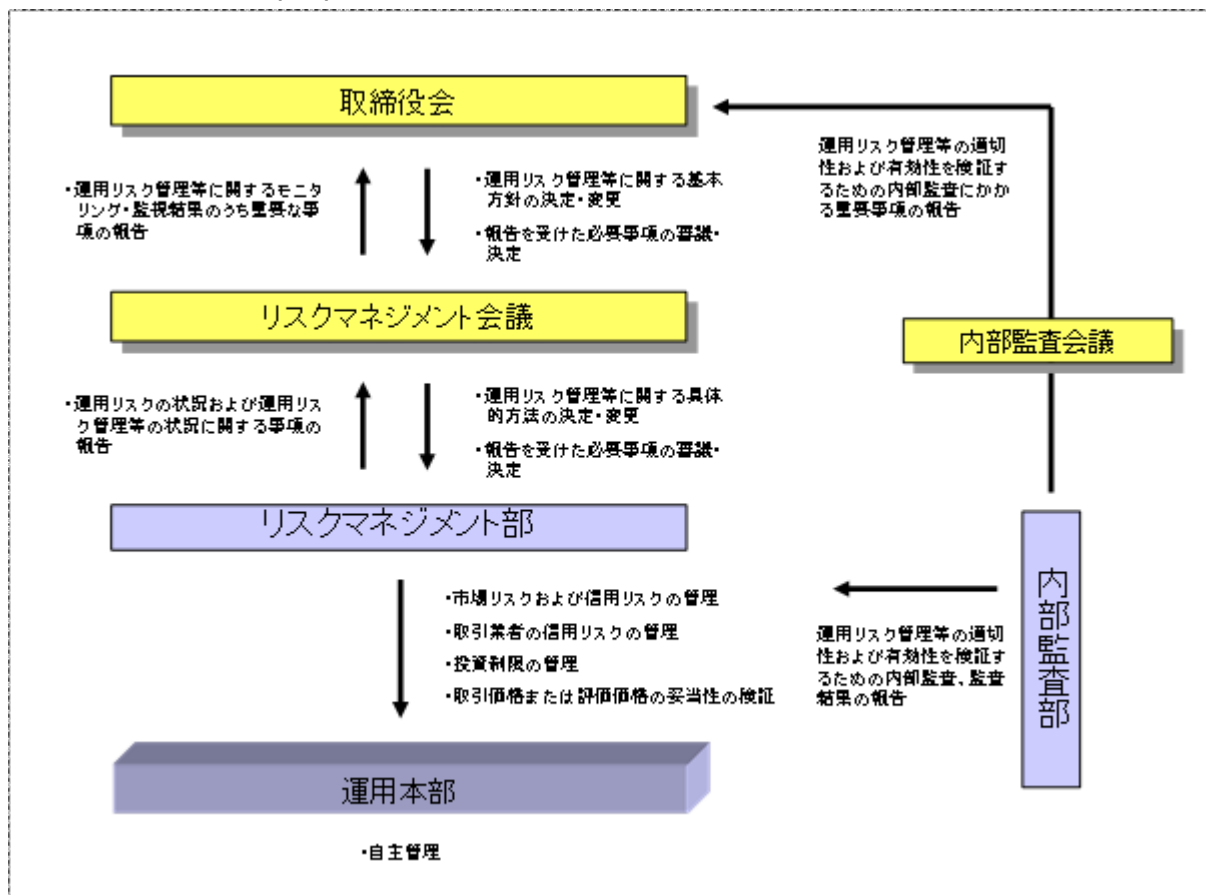 取締役会
・運用リスク管理等に関するモニ
タリング・監視結果のうち重要な事
項の報告
・運用リスク管理等に関する基本
方針の決定・変更
・報告を受けた必要事項の審議・
決定
運用リスク管理等の適切
性および有効性を検証す
るための内部監査にかか
る重要事項の報告
リスクマネジメント会議
内部監査会議
・運用リスクの状況および運用リス
ク管理等の状況に関する事項の
報告
・運用リスク管理等に関する具体
的方法の決定・変更
・報告を受けた必要事項の審議・
決定
リスクマネジメント部
内部監査部
・市場リスクおよび信用リスクの管理
・取引業者の信用リスクの管理
・投資制限の管理
・取引価格または評価価格の妥当性の検証
運用リスク管理等の適切
性および有効性を検証す
るための内部監査、監査
結果の報告
運用本部
・自主管理